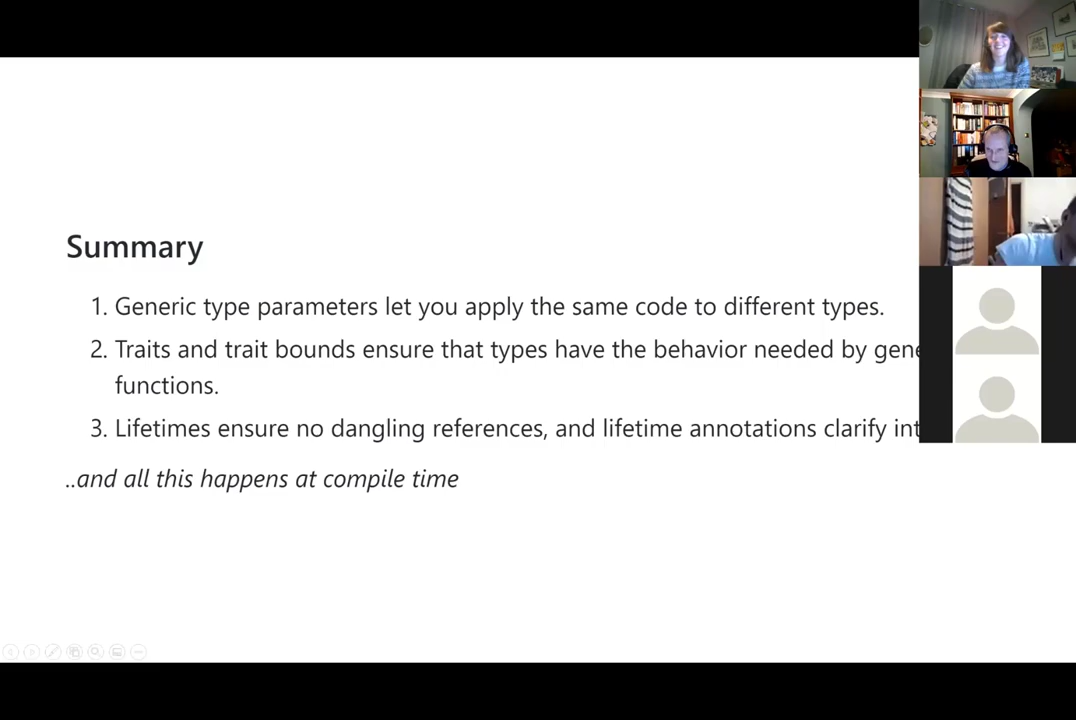 Summary
1. Generic type parameters let you apply the same code to different types.
2. Traits and trait bounds ensure that types have the behavior needed by
functions.
3. Lifetimes ensure no dangling references, and lifetime annotations clarify
..and all this happens at compile time